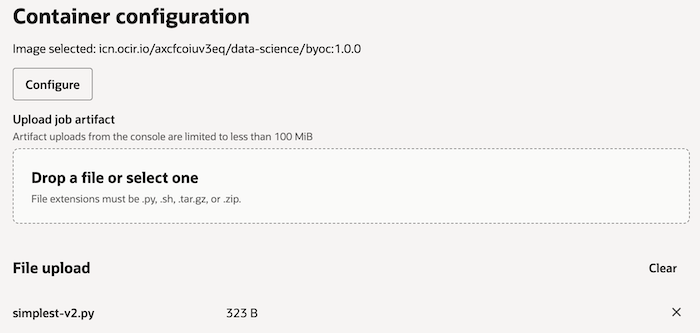 Container configuration
Image selected: icn.ocir.io/axcfcoiuv3eq/data-science/byoc:1.0.0
Configure
Upload job artifact
Artifact uploads from the console are limited to less than 100 MiB
Drop a file or select one
File extensions must be .py, .sh, .tar.gz, or .zip.
File upload Clear
simplest-v2.py 323 B